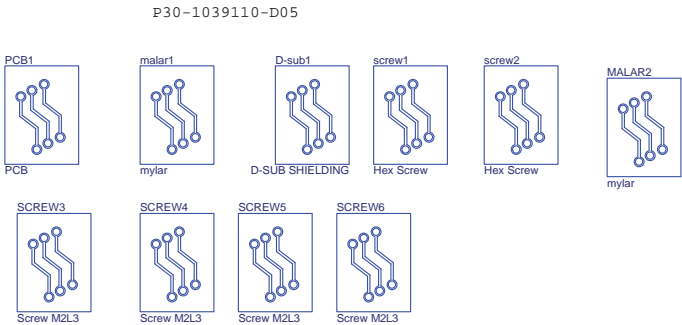 P30-1039110-D05
PCB1
PCB
malar1
mylar
D-sub1
D-SUB SHIELDING
screw1
Hex Screw
screw2
Hex Screw
MALAR2
mylar
SCREW3
Screw M2L3
SCREW4
Screw M2L3
SCREW5
Screw M2L3
SCREW6
Screw M2L3